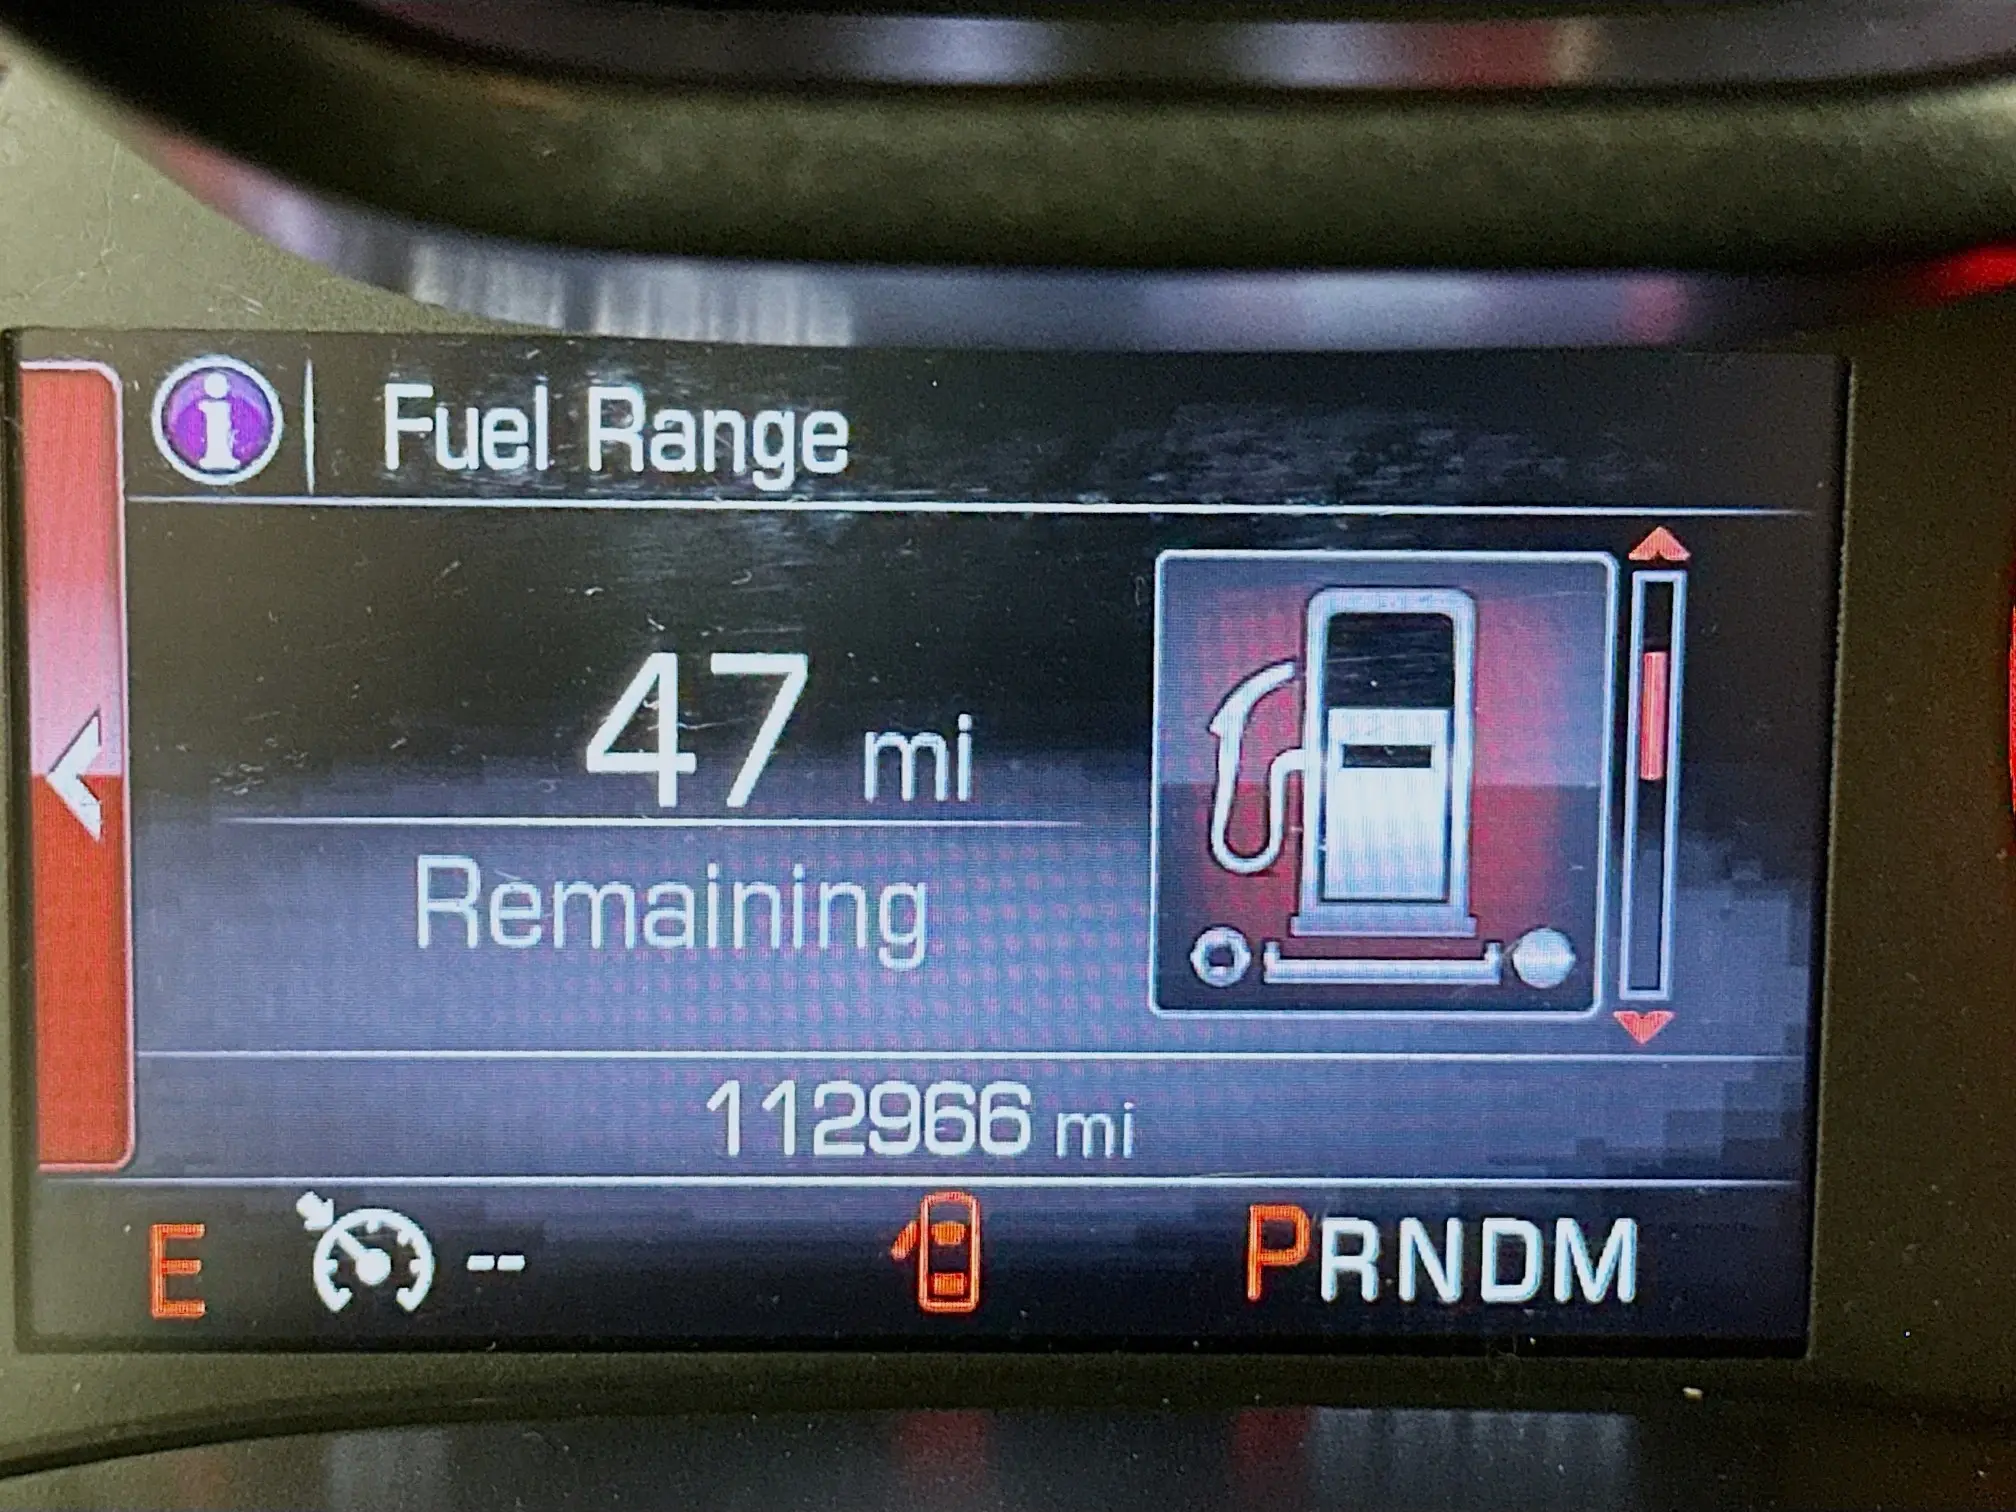 i Fuel Range
47 mi
Remaining
112966 mi
E -- PRNDM